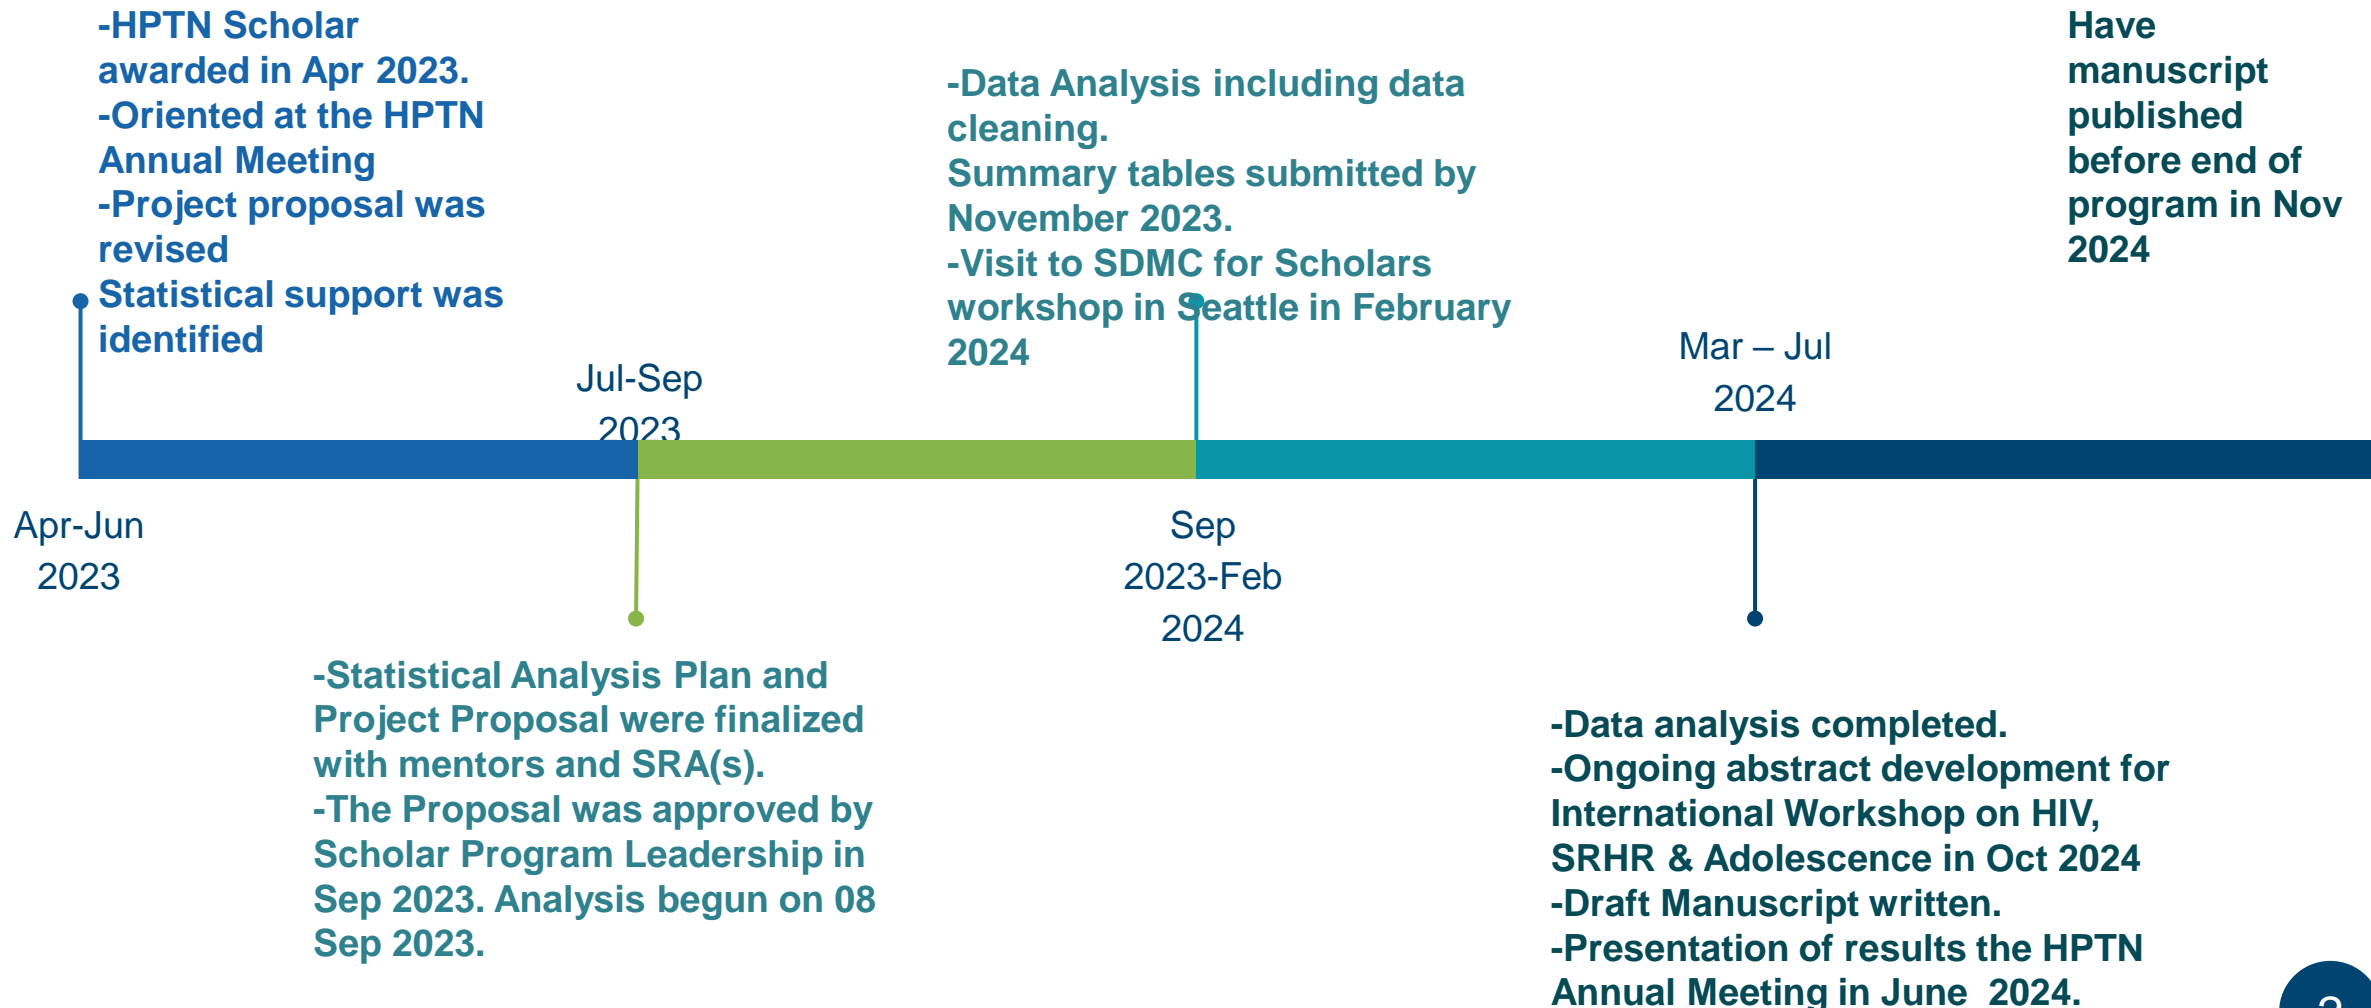 -HPTN Scholar
awarded in Apr 2023.
-Oriented at the HPTN
Annual Meeting
-Project proposal was
revised
Statistical support was
identified
Apr-Jun
2023
Jul-Sep
2023
-Statistical Analysis Plan and
Project Proposal were finalized
with mentors and SRA(s).
-The Proposal was approved by
Scholar Program Leadership in
Sep 2023. Analysis begun on 08
Sep 2023.
-Data Analysis including data
cleaning.
Summary tables submitted by
November 2023.
-Visit to SDMC for Scholars
workshop in Seattle in February
2024
Sep
2023-Feb
2024
Mar – Jul
2024
-Data analysis completed.
-Ongoing abstract development for
International Workshop on HIV,
SRHR & Adolescence in Oct 2024
-Draft Manuscript written.
-Presentation of results the HPTN
Annual Meeting in June  2024.
Have
manuscript
published
before end of
program in Nov
2024